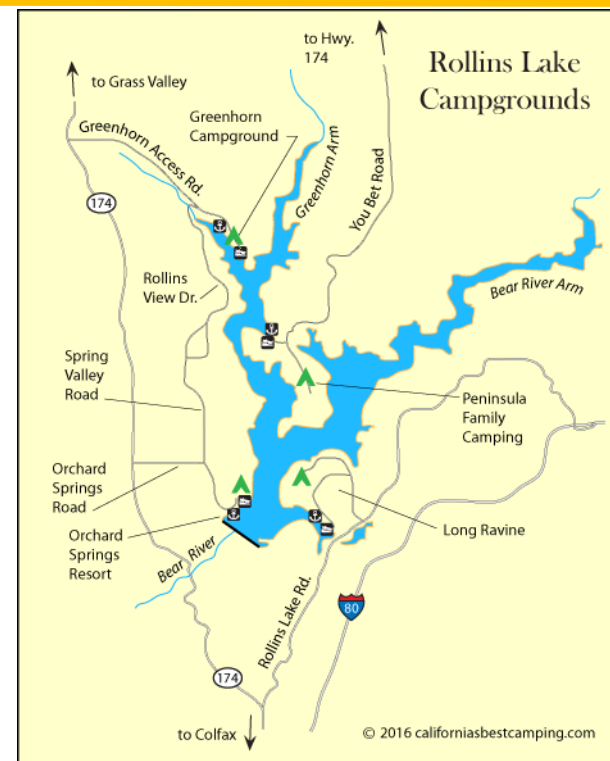 Rollins Lake
Campgrounds
to Hwy.
174
to Grass Valley
Greenhorn
Campground
Greenhorn Access Rd.
Greenhorn Arm
You Bet Road
174
Rollins
View Dr.
Bear River Arm
Spring
Valley
Road
Peninsula
Family
Camping
Orchard
Springs
Road
Orchard
Springs
Resort
Long Ravine
Bear River
Rollins Lake Rd.
80
174
to Colfax
© 2016 californiasbestcamping.com